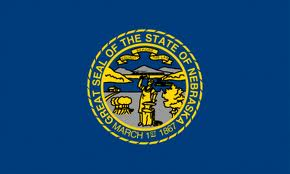 GREAT SEAL OF THE STATE OF NEBRASKA
MARCH 1ST 1867